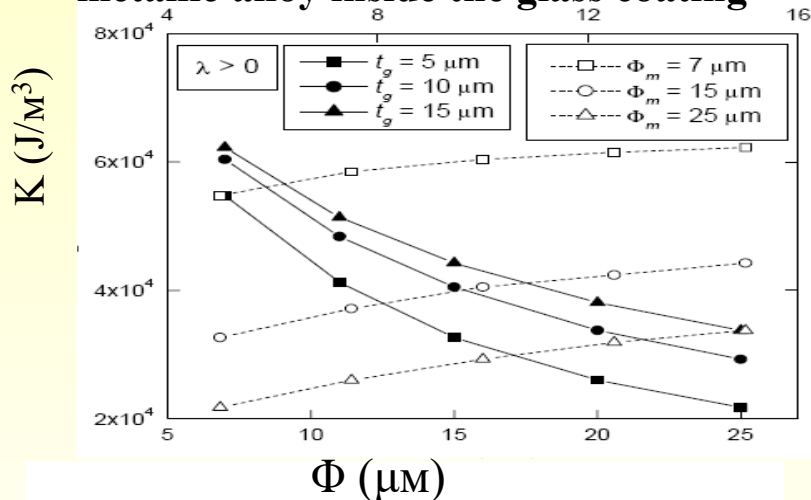 metallic alloy inside the glass coating
4 8 12 16
8x10⁴
6x10⁴
4x10⁴
2x10⁴
K (J/м³)
λ > 0
t_g = 5 μm
t_g = 10 μm
t_g = 15 μm
Φ_m = 7 μm
Φ_m = 15 μm
Φ_m = 25 μm
5 10 15 20 25
Φ (μм)